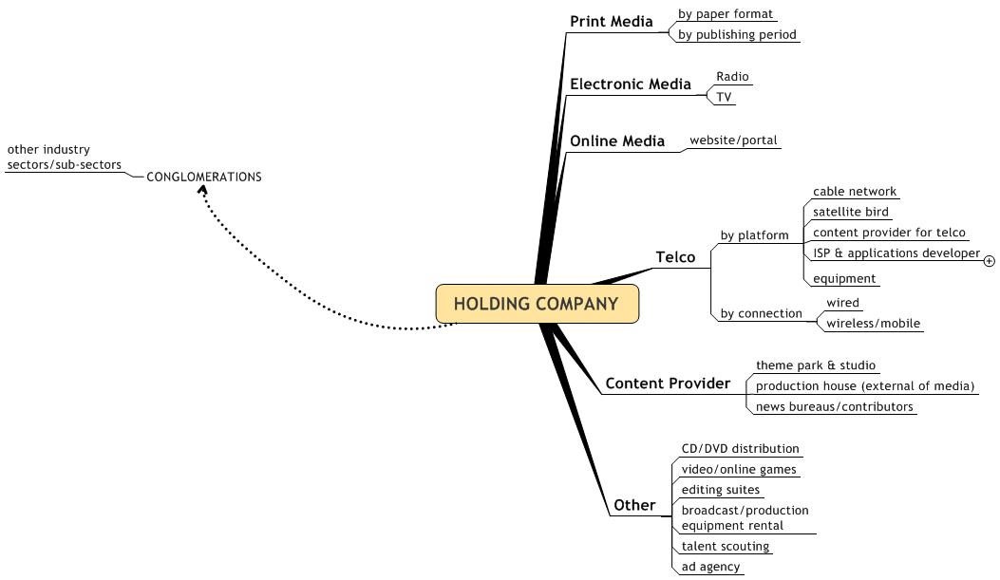 Print Media
by paper format
by publishing period
Electronic Media
Radio
TV
Online Media
website/portal
other industry
sectors/sub-sectors
CONGLOMERATIONS
Telco
by platform
cable network
satellite bird
content provider for telco
ISP & applications developer
equipment
by connection
wired
wireless/mobile
HOLDING COMPANY
Content Provider
theme park & studio
production house (external of media)
news bureaus/contributors
Other
CD/DVD distribution
video/online games
editing suites
broadcast/production
equipment rental
talent scouting
ad agency